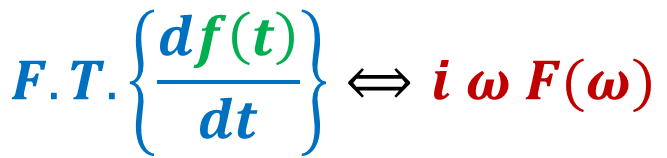 F.T.{df(t)/dt} ⟺ i ω F(ω)